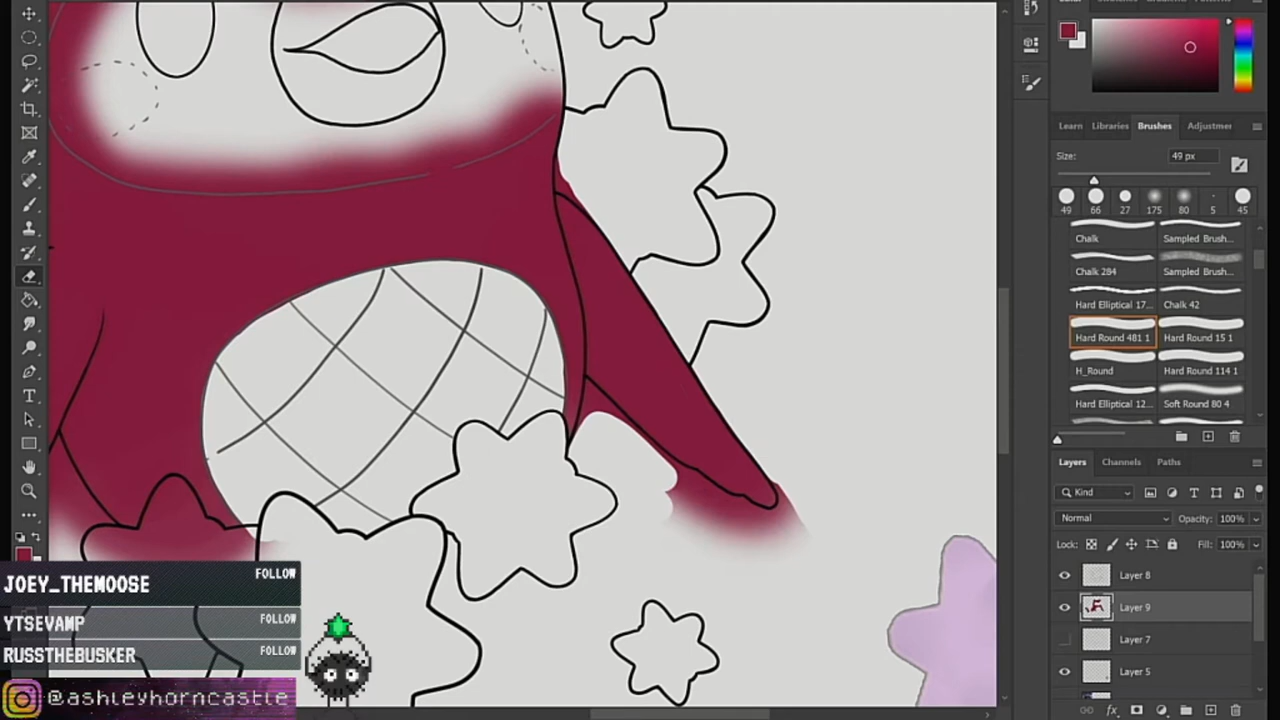 Learn Libraries Brushes Adjustmer
Size: 49 px
49 66 27 175 80 5 45
Chalk Sampled Brush...
Chalk 284 Sampled Brush...
Hard Elliptical 17... Chalk 42
Hard Round 481 1 Hard Round 15 1
H_Round Hard Round 114 1
Hard Elliptical 12... Soft Round 80 4
Layers Channels Paths
Kind
Normal Opacity: 100%
Lock: Fill: 100%
Layer 8
Layer 9
Layer 7
Layer 5
JOEY_THEMOOSE FOLLOW
YTSEVAMP FOLLOW
RUSSTHEBUSKER FOLLOW
@ashleyhorncastle